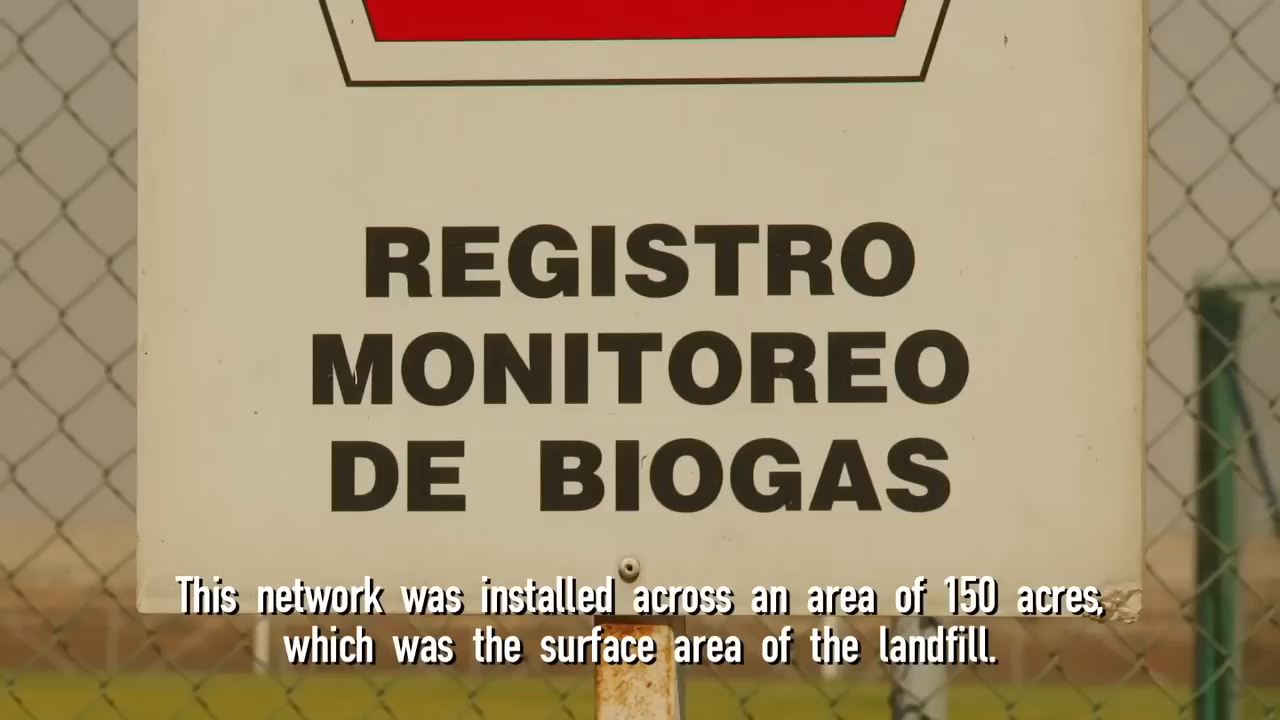 REGISTRO
MONITOREO
DE BIOGAS
This network was installed across an area of 150 acres,
which was the surface area of the landfill.